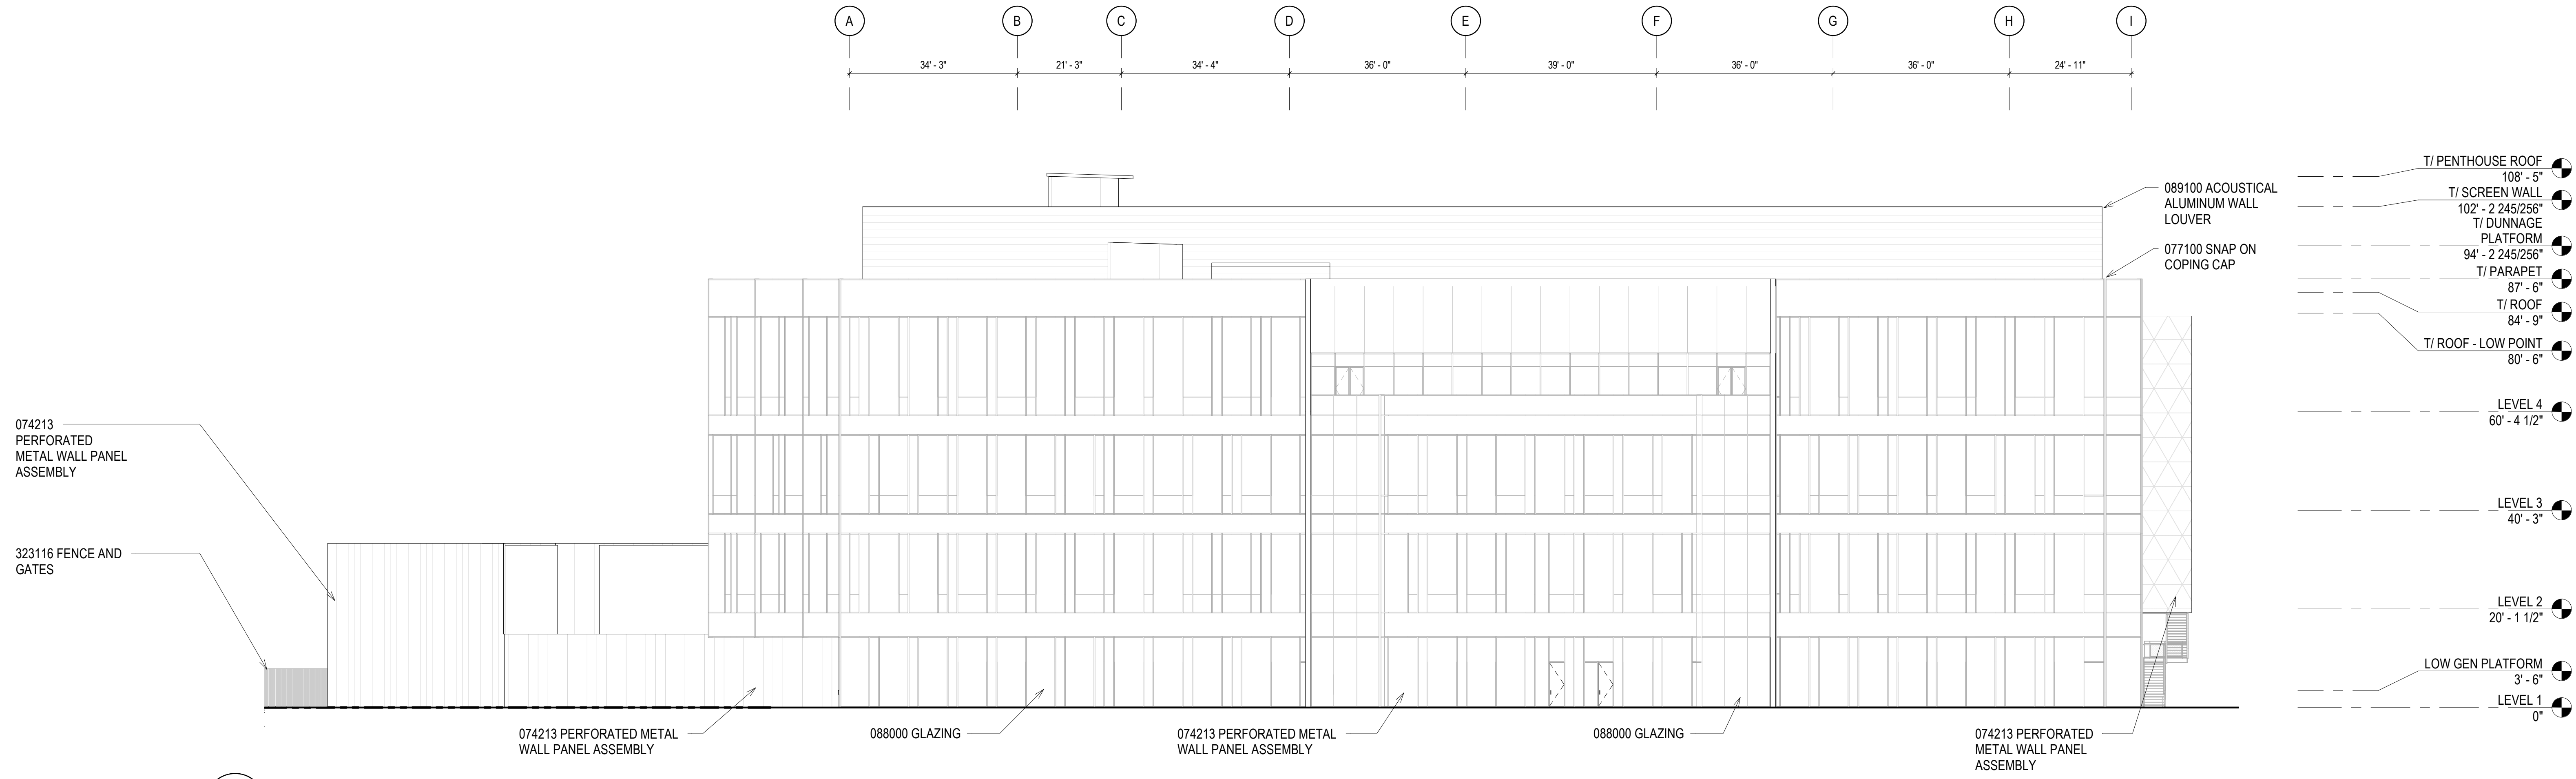 A B C D E F G H I
34' - 3" 21' - 3" 34' - 4" 36' - 0" 39' - 0" 36' - 0" 36' - 0" 24' - 11"
T/ PENTHOUSE ROOF
108' - 5"
T/ SCREEN WALL
102' - 2 245/256"
T/ DUNNAGE
PLATFORM
94' - 2 245/256"
T/ PARAPET
87' - 6"
T/ ROOF
84' - 9"
T/ ROOF - LOW POINT
80' - 6"
LEVEL 4
60' - 4 1/2"
LEVEL 3
40' - 3"
LEVEL 2
20' - 1 1/2"
LOW GEN PLATFORM
3' - 6"
LEVEL 1
0"
089100 ACOUSTICAL
ALUMINUM WALL
LOUVER
077100 SNAP ON
COPING CAP
074213
PERFORATED
METAL WALL PANEL
ASSEMBLY
323116 FENCE AND
GATES
074213 PERFORATED METAL
WALL PANEL ASSEMBLY
088000 GLAZING
074213 PERFORATED METAL
WALL PANEL ASSEMBLY
088000 GLAZING
074213 PERFORATED
METAL WALL PANEL
ASSEMBLY